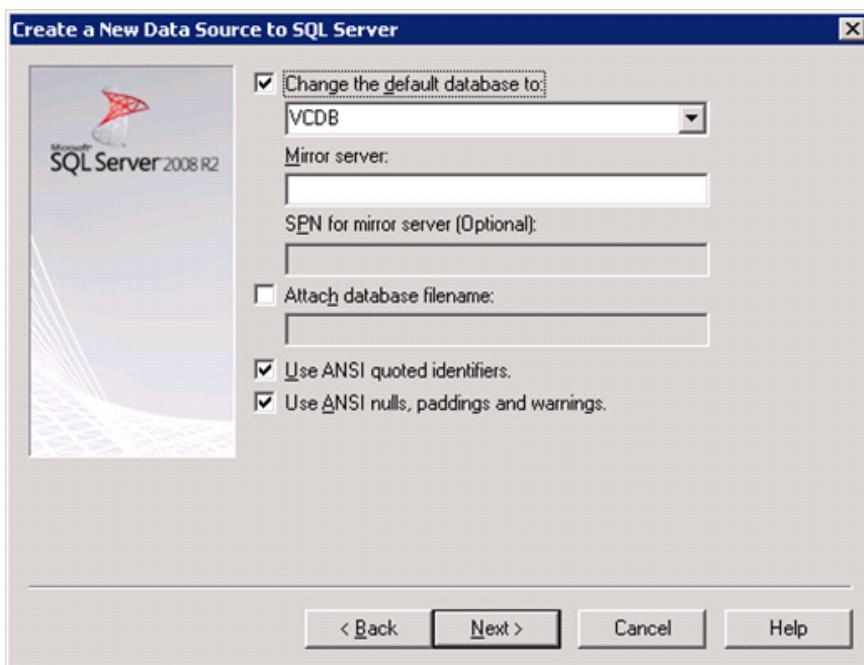 Create a New Data Source to SQL Server
Microsoft
SQL Server 2008 R2
Change the default database to:
VCDB
Mirror server:
SPN for mirror server (Optional):
Attach database filename:
Use ANSI quoted identifiers.
Use ANSI nulls, paddings and warnings.
< Back
Next >
Cancel
Help